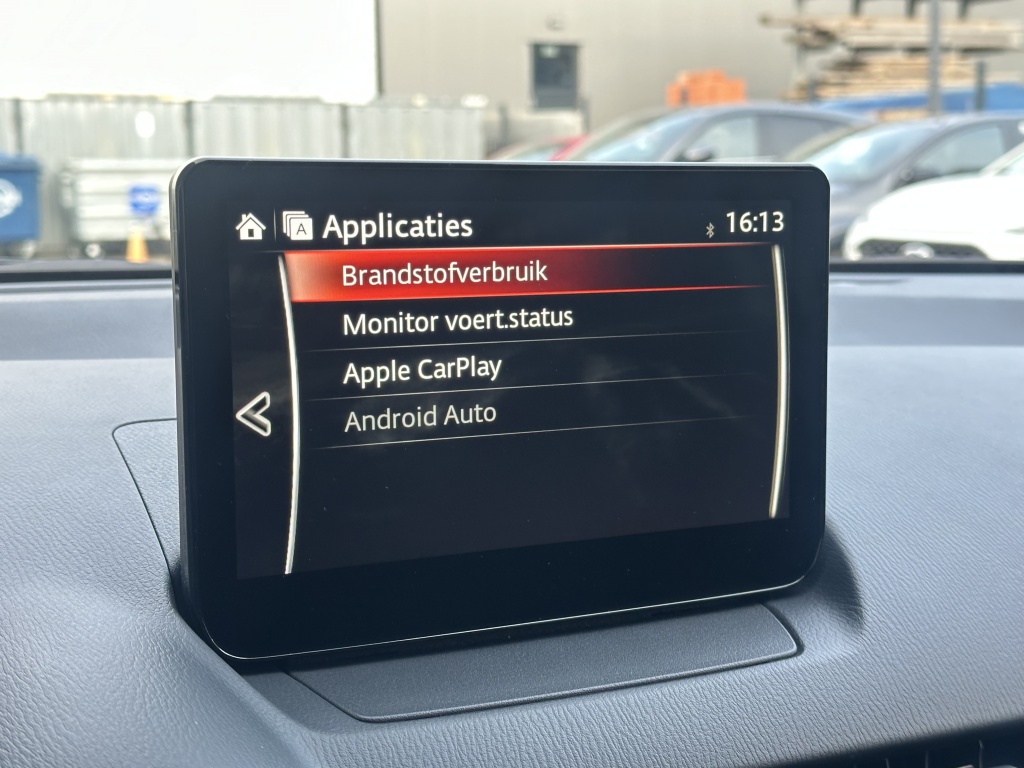 A Applicaties 16:13
Brandstofverbruik
Monitor voert.status
Apple CarPlay
Android Auto